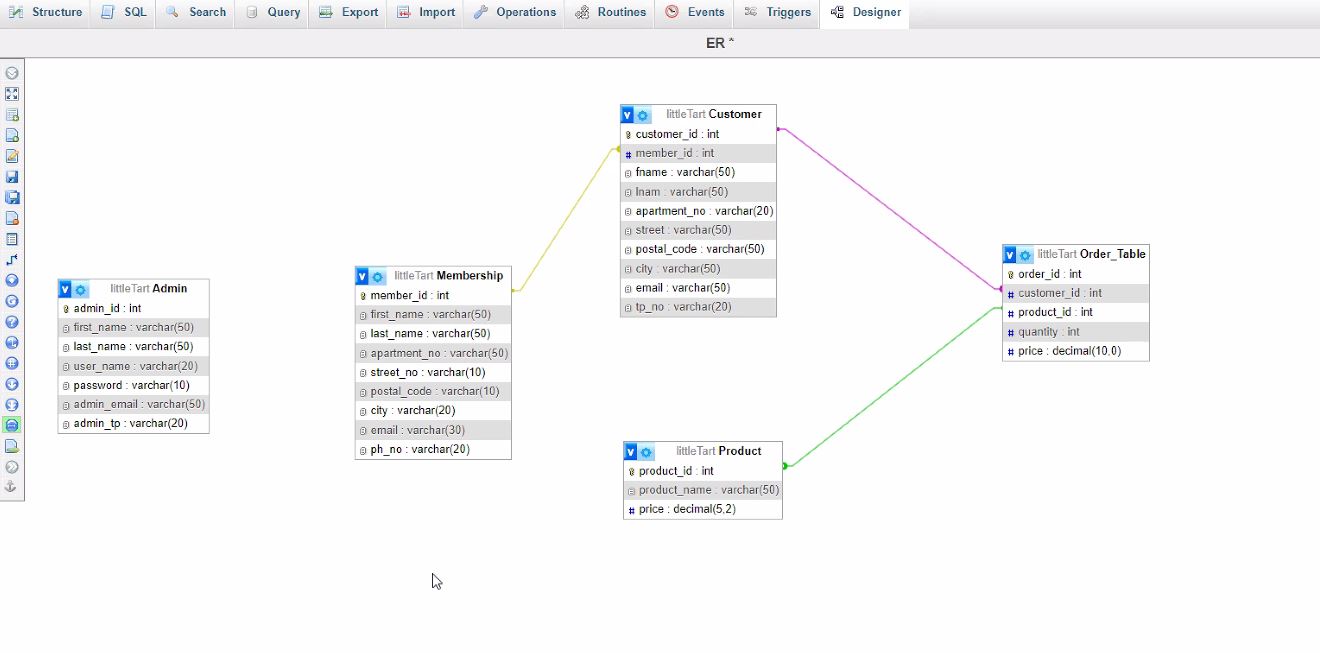 Structure SQL Search Query Export Import Operations Routines Events Triggers Designer
ER *
littleTart Customer
customer_id : int
member_id : int
fname : varchar(50)
lnam : varchar(50)
apartment_no : varchar(20)
street : varchar(50)
postal_code : varchar(50)
city : varchar(50)
email : varchar(50)
tp_no : varchar(20)
littleTart Order_Table
order_id : int
customer_id : int
product_id : int
quantity : int
price : decimal(10,0)
littleTart Membership
member_id : int
first_name : varchar(50)
last_name : varchar(50)
apartment_no : varchar(50)
street_no : varchar(10)
postal_code : varchar(10)
city : varchar(20)
email : varchar(30)
ph_no : varchar(20)
littleTart Admin
admin_id : int
first_name : varchar(50)
last_name : varchar(50)
user_name : varchar(20)
password : varchar(10)
admin_email : varchar(50)
admin_tp : varchar(20)
littleTart Product
product_id : int
product_name : varchar(50)
price : decimal(5,2)